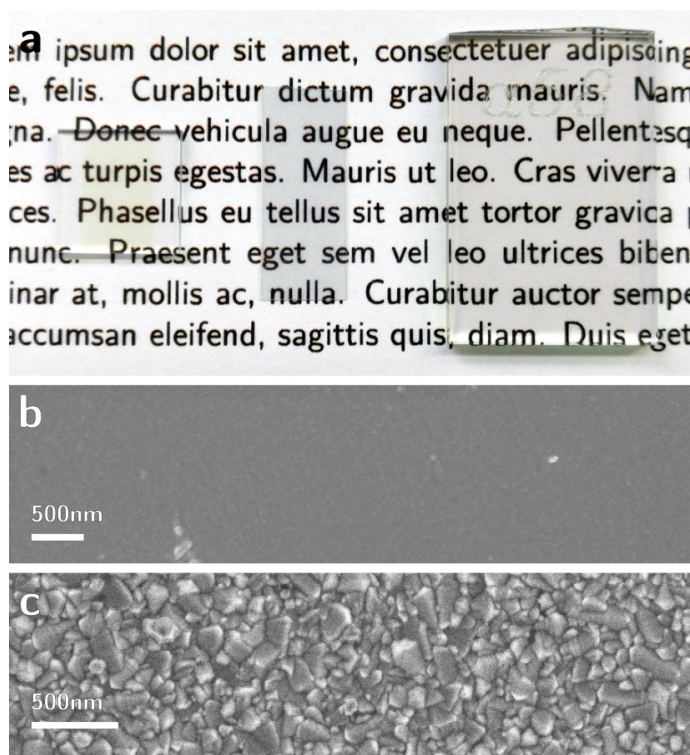 a
em ipsum dolor sit amet, consectetuer adipiscing
e, felis. Curabitur dictum gravida mauris. Nam
gna. Donec vehicula augue eu neque. Pellentesq
es ac turpis egestas. Mauris ut leo. Cras viverra
ces. Phasellus eu tellus sit amet tortor gravida
nunc. Praesent eget sem vel leo ultrices biben
inar at, mollis ac, nulla. Curabitur auctor sempe
accumsan eleifend, sagittis quis, diam. Duis eget
b
500nm
c
500nm